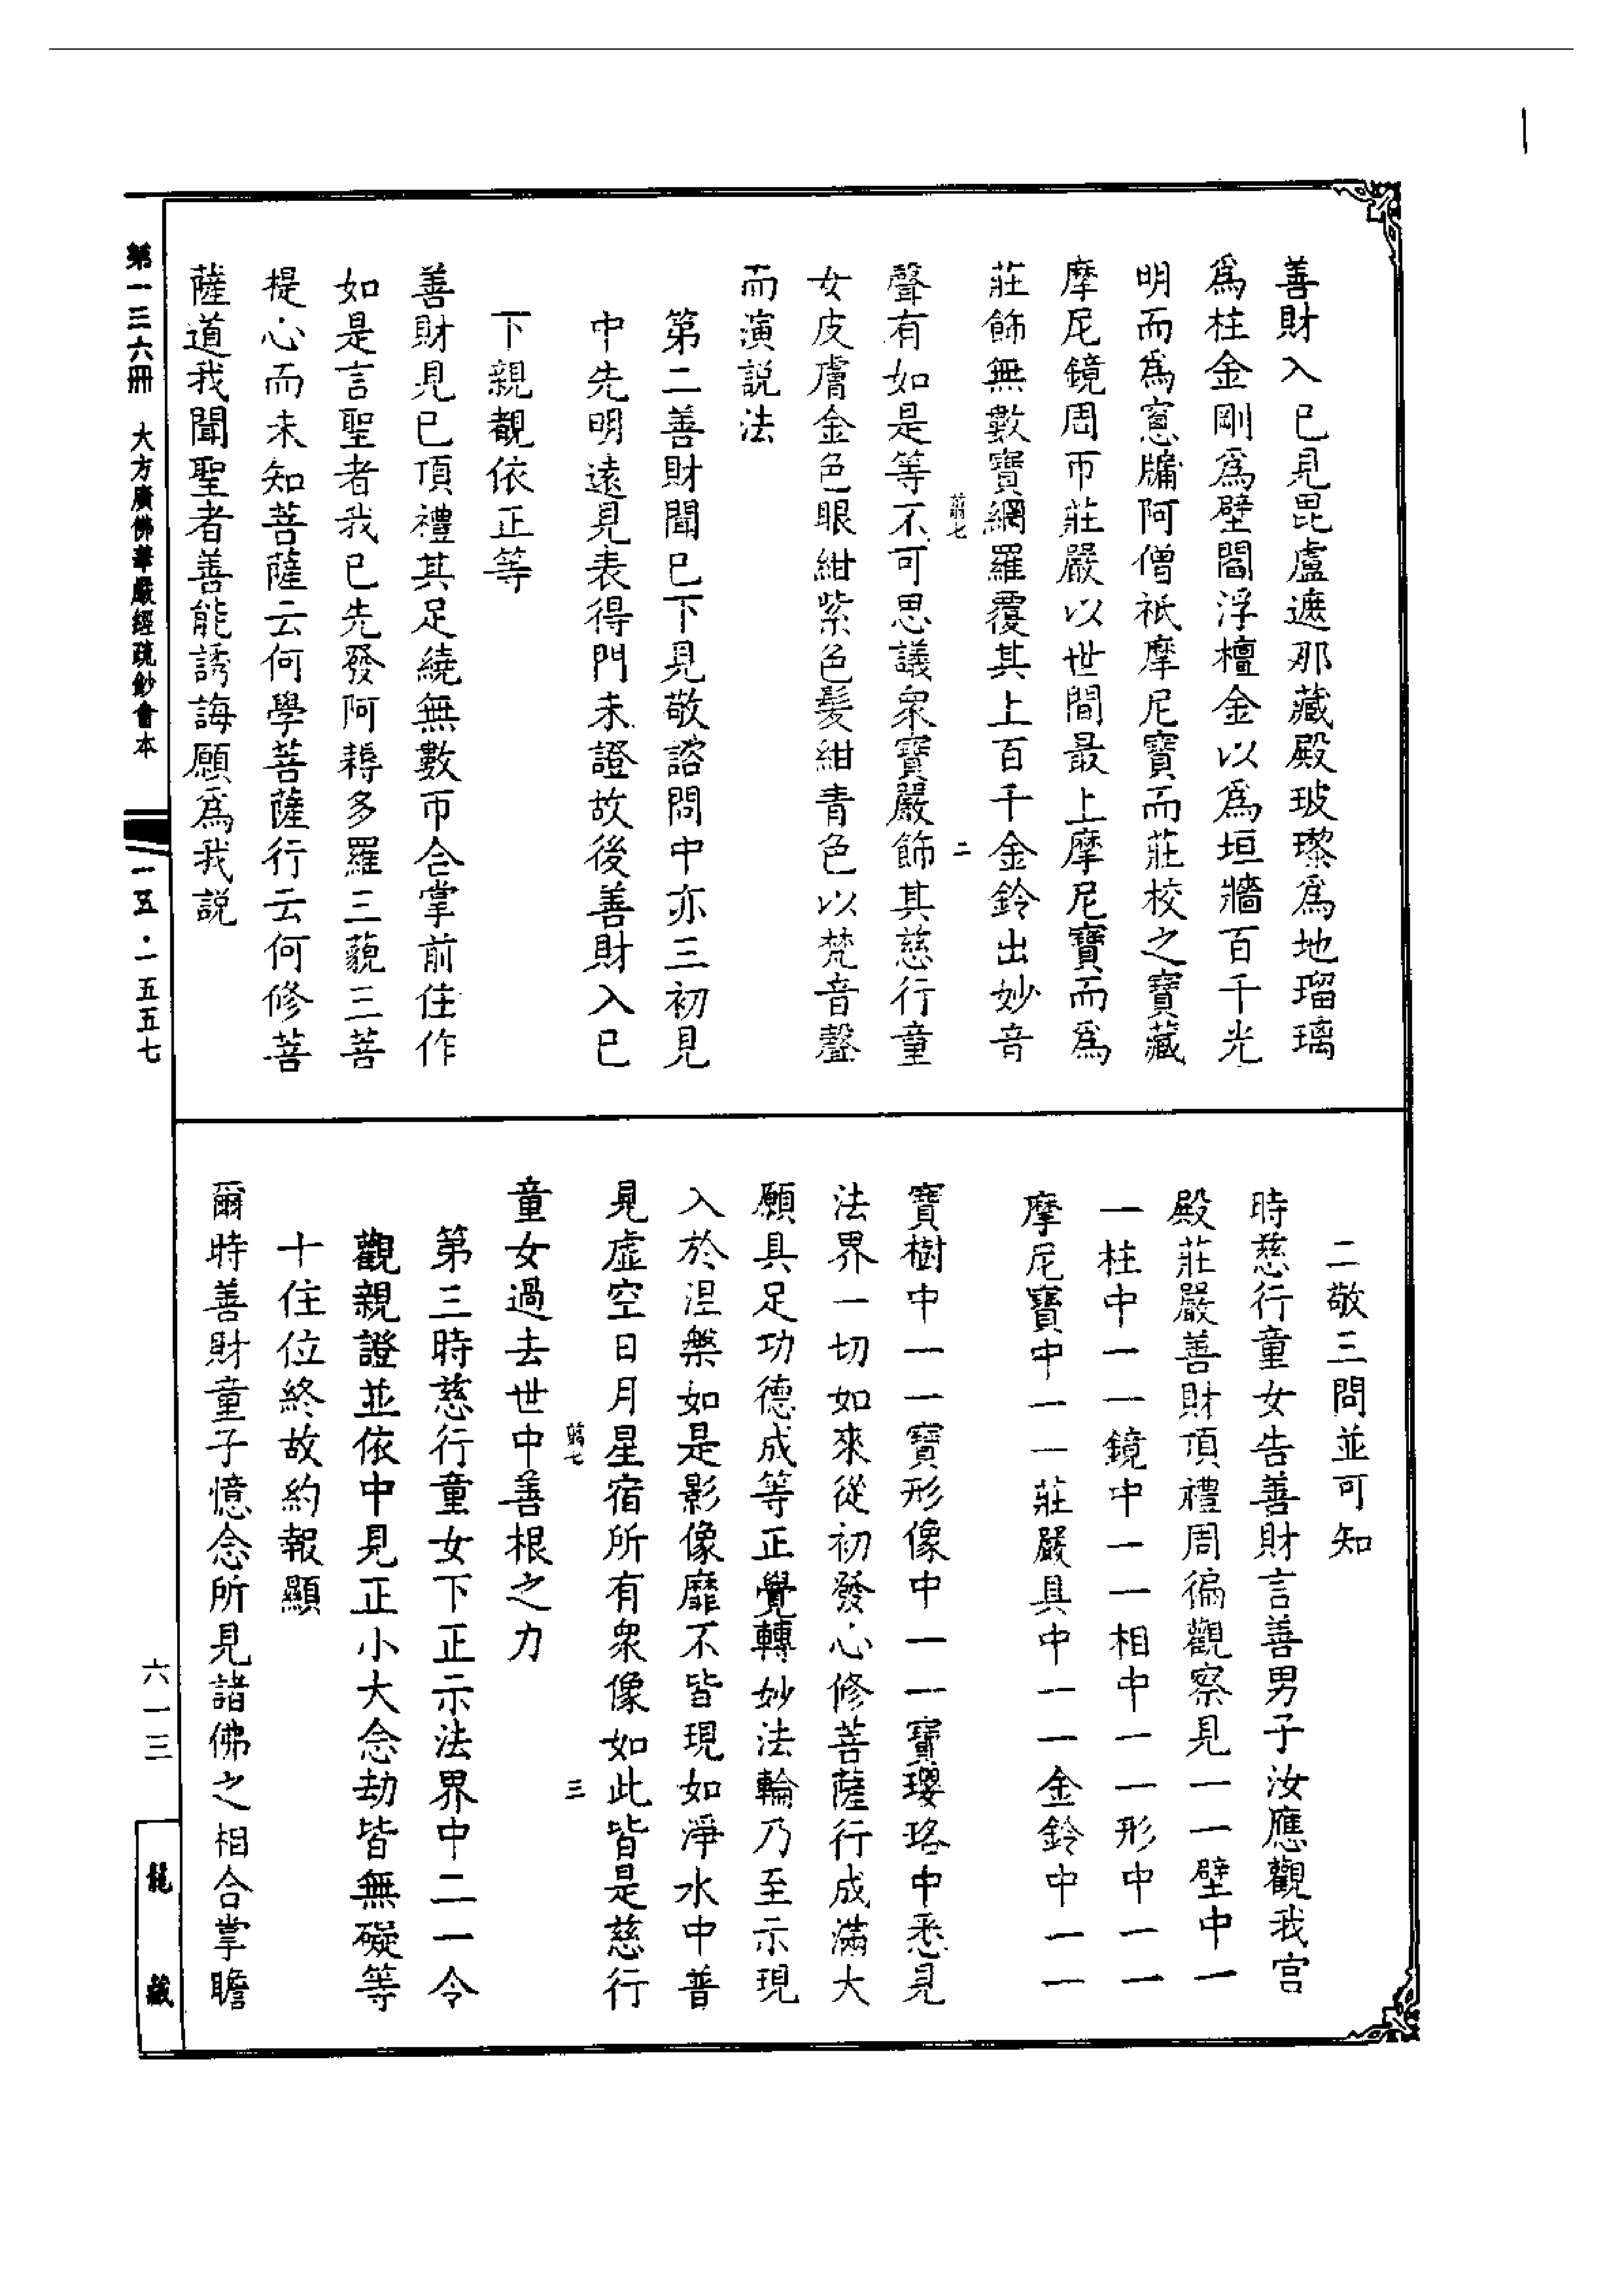 善財入已見毘盧遮那藏殿玻瓈爲地瑠璃
爲柱金剛爲壁閻浮檀金以爲垣牆百千光
明而爲窻牖阿僧祇摩尼寶而莊校之寶藏
摩尼鏡周帀莊嚴以世間最上摩尼寶而爲
莊飾無數寶網羅覆其上百千金鈴出妙音
二
聲有如是等不可思議衆寶嚴飾其慈行童
女皮膚金色眼紺紫色髮紺青色以梵音聲
而演説法
第二善財聞已下見敬諮問中亦三初見
中先明遠見表得門未證故後善財入已
下親觀依正等
善財見已頂禮其足繞無數帀合掌前住作
如是言聖者我已先發阿耨多羅三藐三菩
提心而未知菩薩云何學菩薩行云何修菩
薩道我聞聖者善能誘誨願爲我説
二敬三問並可知
時慈行童女告善財言善男子汝應觀我宫
殿莊嚴善財頂禮周徧觀察見一一壁中一
一柱中一一鏡中一一相中一一形中一一
摩尼寶中一一莊嚴具中一一金鈴中一一
寶樹中一一寶形像中一一寶瓔珞中悉見
法界一切如來從初發心修菩薩行成滿大
願具足功德成等正覺轉妙法輪乃至示現
入於涅槃如是影像靡不皆現如淨水中普
見虛空日月星宿所有衆像如此皆是慈行
三
童女過去世中善根之力
第三時慈行童女下正示法界中二一令
觀親證並依中見正小大念劫皆無礙等
十住位終故約報顯
爾時善財童子憶念所見諸佛之相合掌瞻
第一三六冊 大方廣佛華嚴經疏鈔會本
一五·一五五七
六一三
龍藏